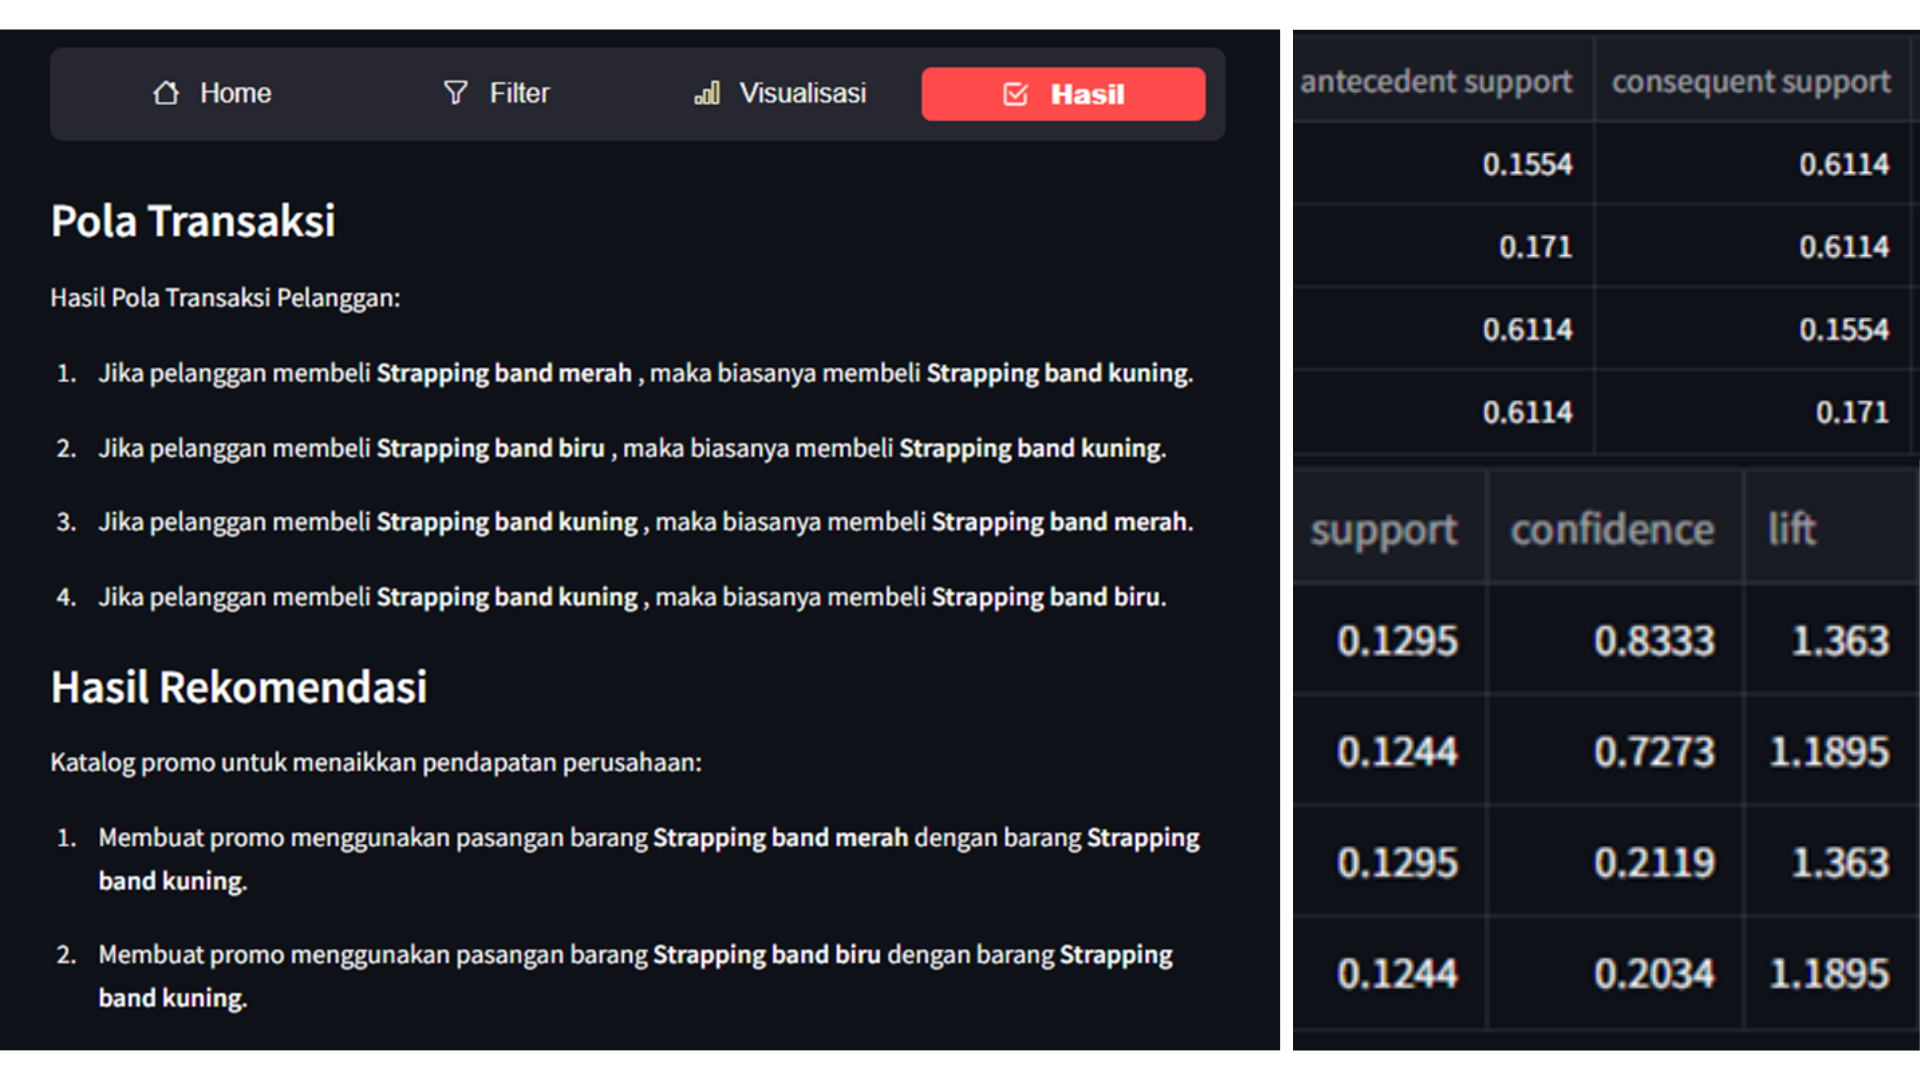 Home Filter Visualisasi Hasil
Pola Transaksi
Hasil Pola Transaksi Pelanggan:
1. Jika pelanggan membeli Strapping band merah , maka biasanya membeli Strapping band kuning.
2. Jika pelanggan membeli Strapping band biru , maka biasanya membeli Strapping band kuning.
3. Jika pelanggan membeli Strapping band kuning , maka biasanya membeli Strapping band merah.
4. Jika pelanggan membeli Strapping band kuning , maka biasanya membeli Strapping band biru.
Hasil Rekomendasi
Katalog promo untuk menaikkan pendapatan perusahaan:
1. Membuat promo menggunakan pasangan barang Strapping band merah dengan barang Strapping
band kuning.
2. Membuat promo menggunakan pasangan barang Strapping band biru dengan barang Strapping
band kuning.
antecedent support consequent support
0.1554 0.6114
0.171 0.6114
0.6114 0.1554
0.6114 0.171
support confidence lift
0.1295 0.8333 1.363
0.1244 0.7273 1.1895
0.1295 0.2119 1.363
0.1244 0.2034 1.1895